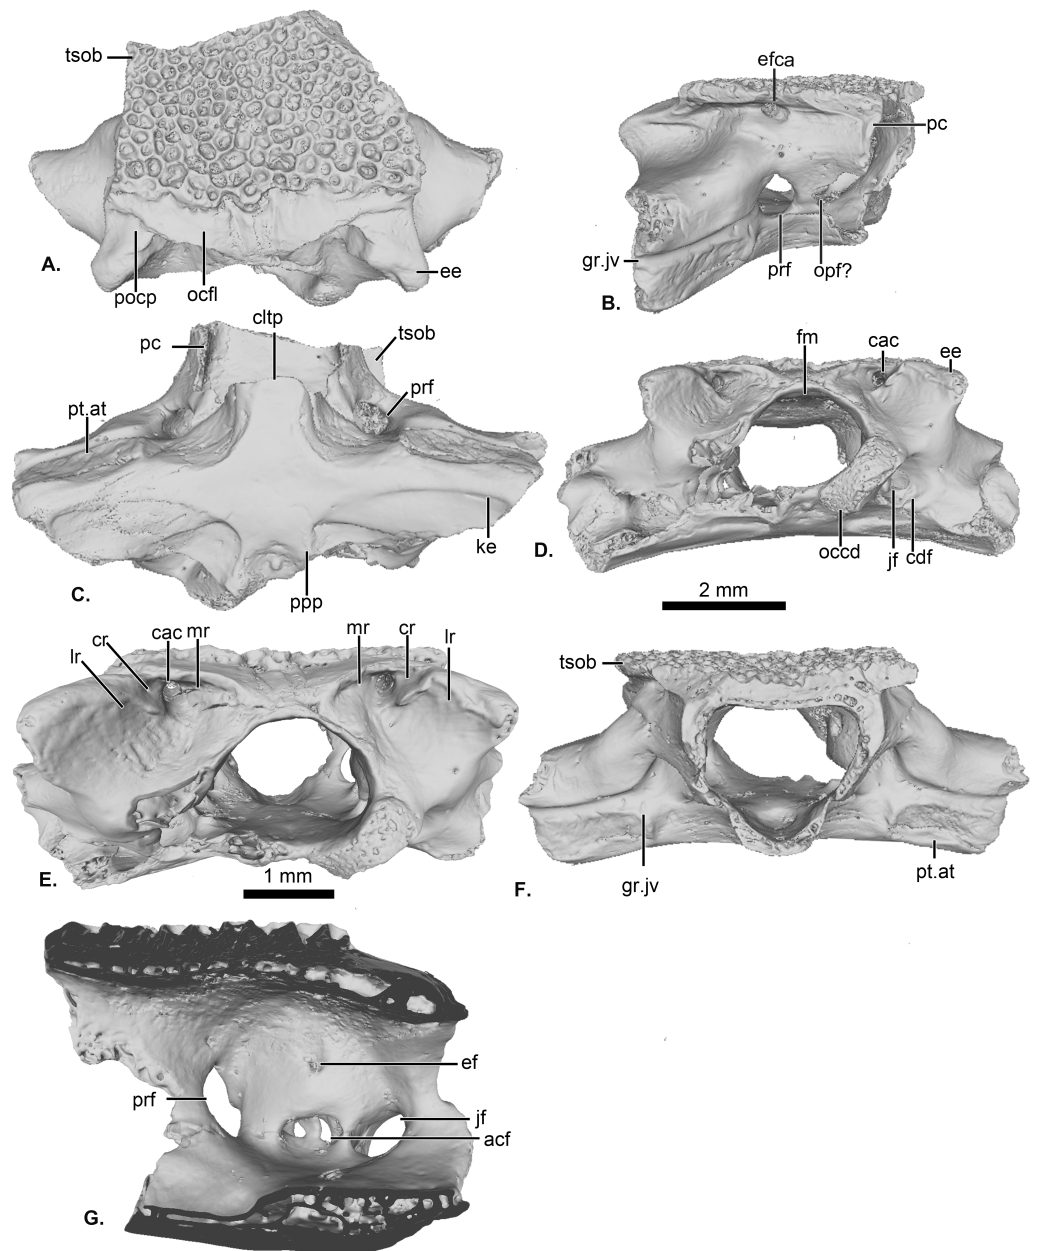 tsob
A.
pocp
ocfl
ee
efca
pc
gr.jv
prf
opf?
B.
cltp
pc
tsob
prf
pt.at
ke
ppp
C.
fm
cac
ee
occd
jf
cdf
D.
2 mm
cac
mr
cr
lr
mr
cr
lr
E.
1 mm
tsob
gr.jv
pt.at
F.
ef
prf
jf
acf
G.